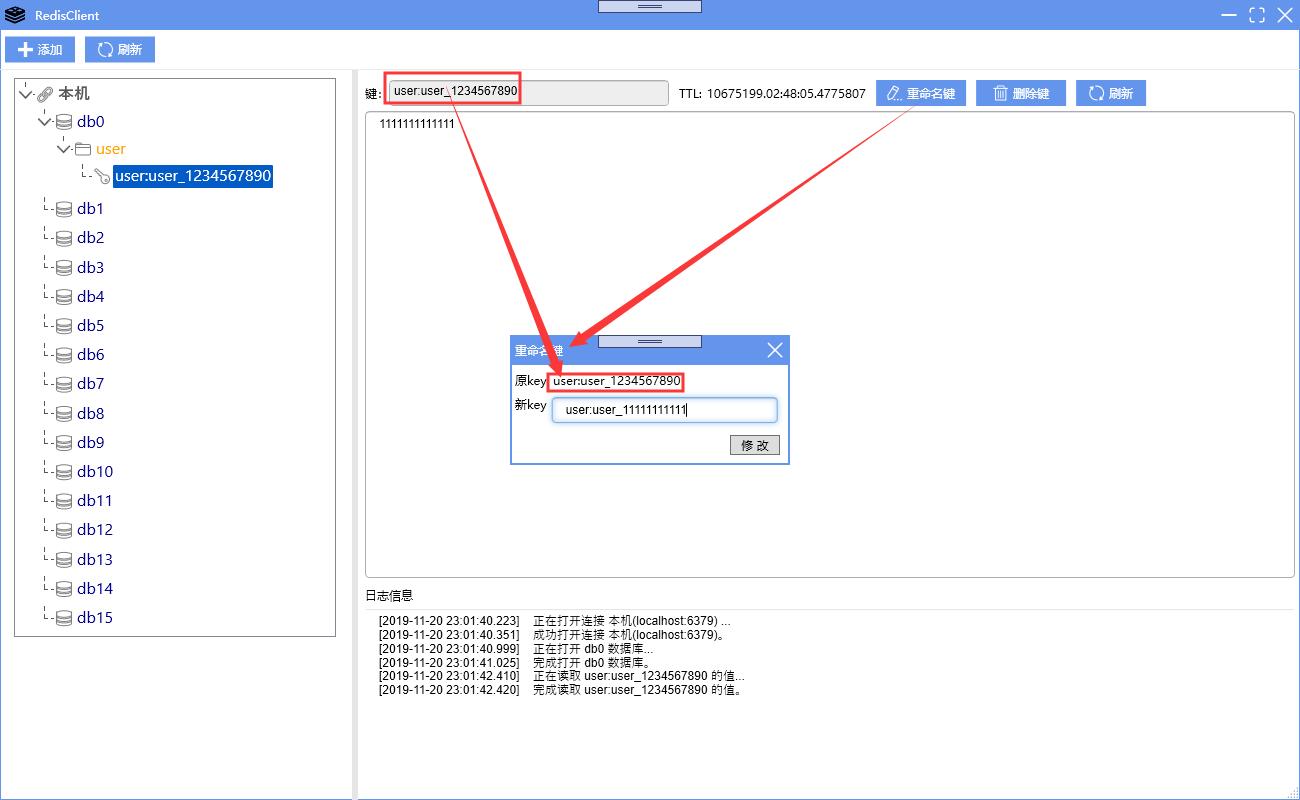 RedisClient
添加
刷新
本机
db0
user
user:user_1234567890
db1
db2
db3
db4
db5
db6
db7
db8
db9
db10
db11
db12
db13
db14
db15
键:
user:user_1234567890
TTL: 10675199.02:48:05.4775807
重命名键
删除键
刷新
1111111111111
重命名键
原key
user:user_1234567890
新key
user:user_11111111111
修 改
日志信息
[2019-11-20 23:01:40.223] 正在打开连接 本机(localhost:6379) ...
[2019-11-20 23:01:40.351] 成功打开连接 本机(localhost:6379)。
[2019-11-20 23:01:40.999] 正在打开 db0 数据库...
[2019-11-20 23:01:41.025] 完成打开 db0 数据库。
[2019-11-20 23:01:42.410] 正在读取 user:user_1234567890 的值...
[2019-11-20 23:01:42.420] 完成读取 user:user_1234567890 的值。